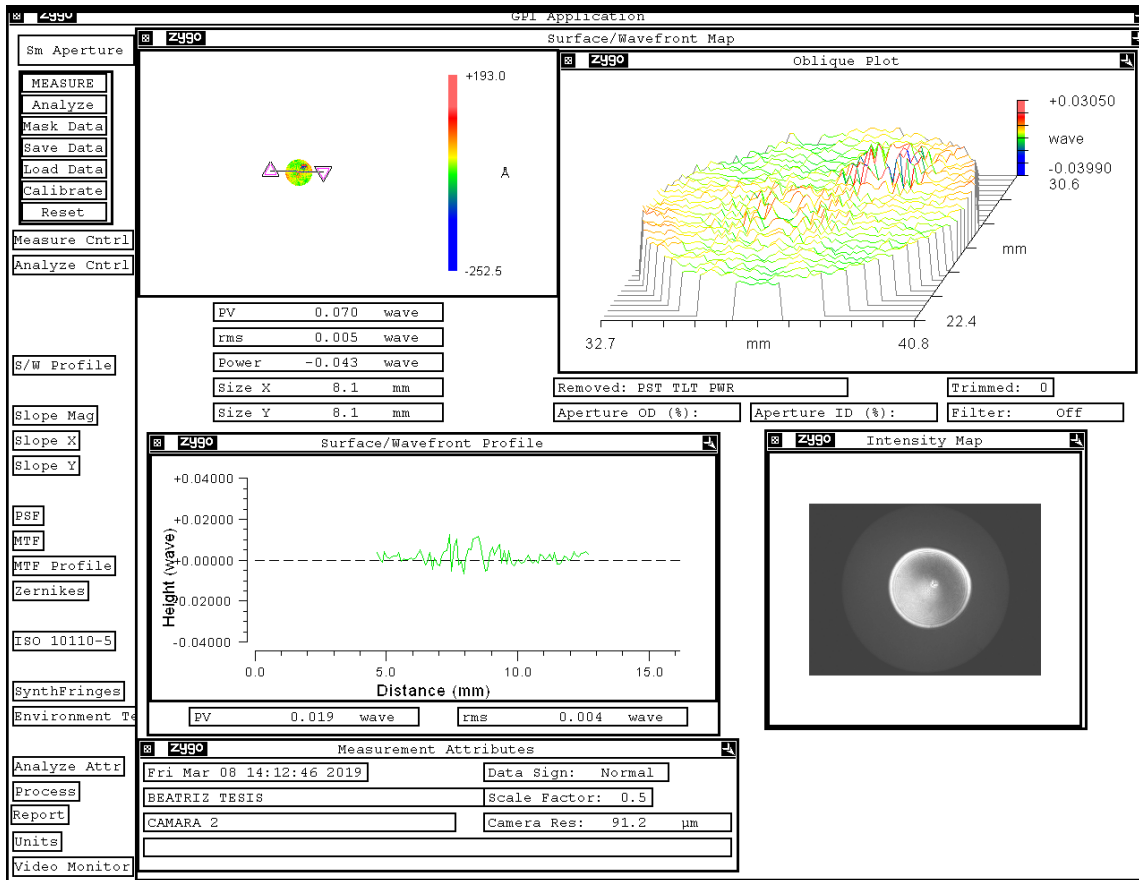 zygo GPI Application
Sm Aperture
MEASURE
Analyze
Mask Data
Save Data
Load Data
Calibrate
Reset
Measure Cntrl
Analyze Cntrl
S/W Profile
Slope Mag
Slope X
Slope Y
PSF
MTF
MTF Profile
Zernikes
ISO 10110-5
SynthFringes
Environment Te
Analyze Attr
Process
Report
Units
Video Monitor
zygo Surface/Wavefront Map
+193.0
Å
-252.5
zygo Oblique Plot
+0.03050
wave
-0.03990
30.6
mm
22.4
32.7 mm 40.8
PV 0.070 wave
rms 0.005 wave
Power -0.043 wave
Size X 8.1 mm
Size Y 8.1 mm
Removed: PST TLT PWR
Trimmed: 0
Aperture OD (%):
Aperture ID (%):
Filter: Off
zygo Surface/Wavefront Profile
+0.04000
+0.02000
+0.00000
-0.02000
-0.04000
Height (wave)
0.0 5.0 10.0 15.0
Distance (mm)
PV 0.019 wave
rms 0.004 wave
zygo Intensity Map
zygo Measurement Attributes
Fri Mar 08 14:12:46 2019
Data Sign: Normal
BEATRIZ TESIS
Scale Factor: 0.5
CAMARA 2
Camera Res: 91.2 µm